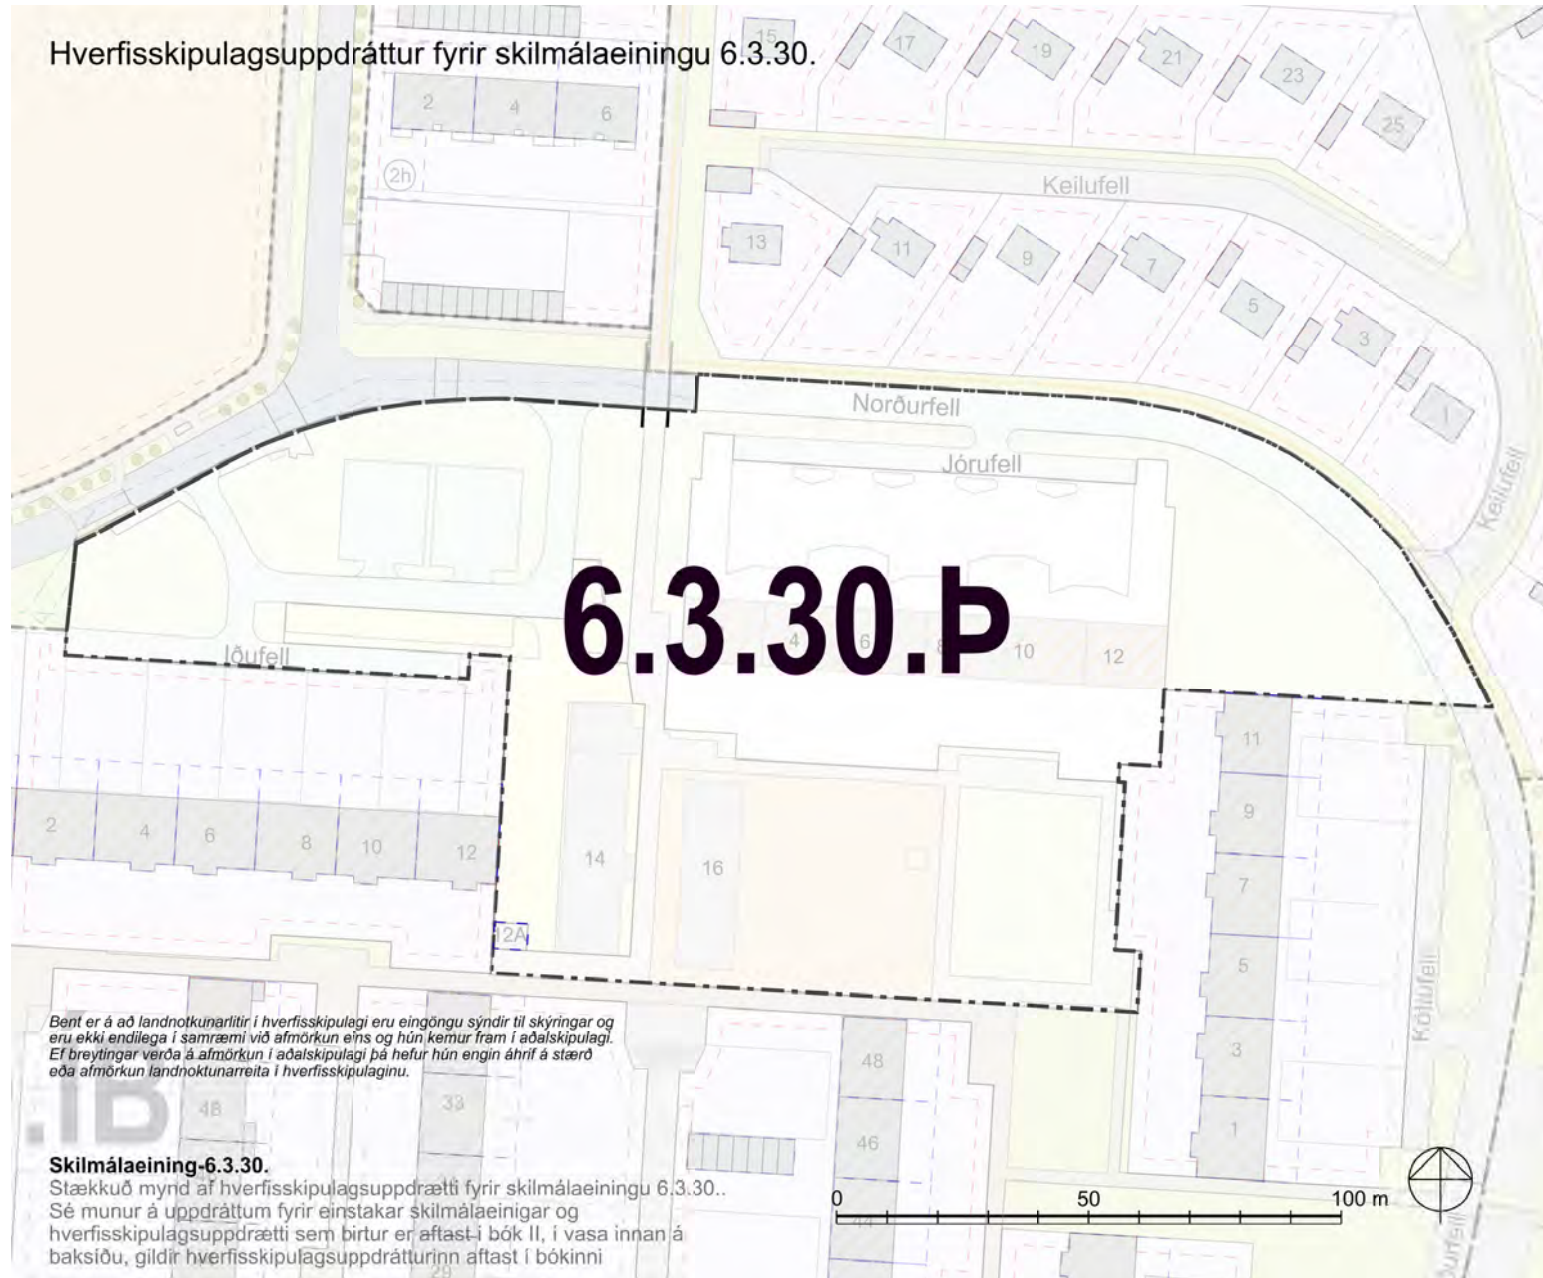 Hverfisskipulagsuppdráttur fyrir skilmálaeiningu 6.3.30.
15
17
19
21
23
25
2
4
6
2h
Keilufell
13
11
9
7
5
3
1
Norðurfell
Jórufell
Keilufell
6.3.30.Þ
4
6
8
10
12
Iðufell
11
9
7
5
3
1
2
4
6
8
10
12
14
16
12A
Kötlufell
Bent er á að landnotkunarlitir í hverfisskipulagi eru eingöngu sýndir til skýringar og
eru ekki endilega í samræmi við afmörkun eins og hún kemur fram í aðalskipulagi.
Ef breytingar verða á afmörkun í aðalskipulagi þá hefur hún engin áhrif á stærð
eða afmörkun landnoktunarreita í hverfisskipulaginu.
.ÍB
48
33
48
46
44
29
Skilmálaeining-6.3.30.
Stækkuð mynd af hverfisskipulagsuppdrætti fyrir skilmálaeiningu 6.3.30..
Sé munur á uppdráttum fyrir einstakar skilmálaeinigar og
hverfisskipulagsuppdrætti sem birtur er aftast í bók II, í vasa innan á
baksíðu, gildir hverfisskipulagsuppdrátturinn aftast í bókinni
0 50 100 m